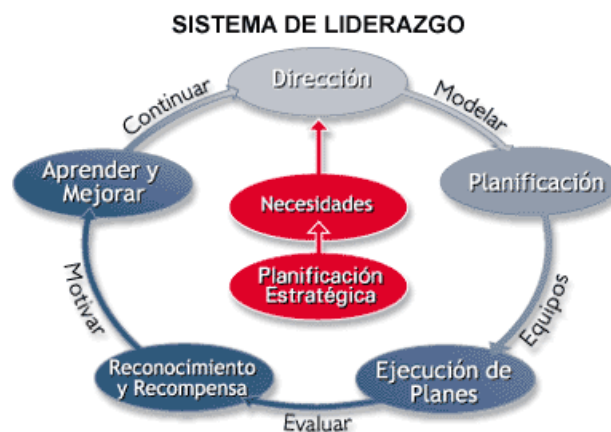 SISTEMA DE LIDERAZGO
Dirección
Continuar
Modelar
Aprender y
Mejorar
Planificación
Necesidades
Planificación
Estratégica
Motivar
Equipos
Reconocimiento
y Recompensa
Ejecución de
Planes
Evaluar